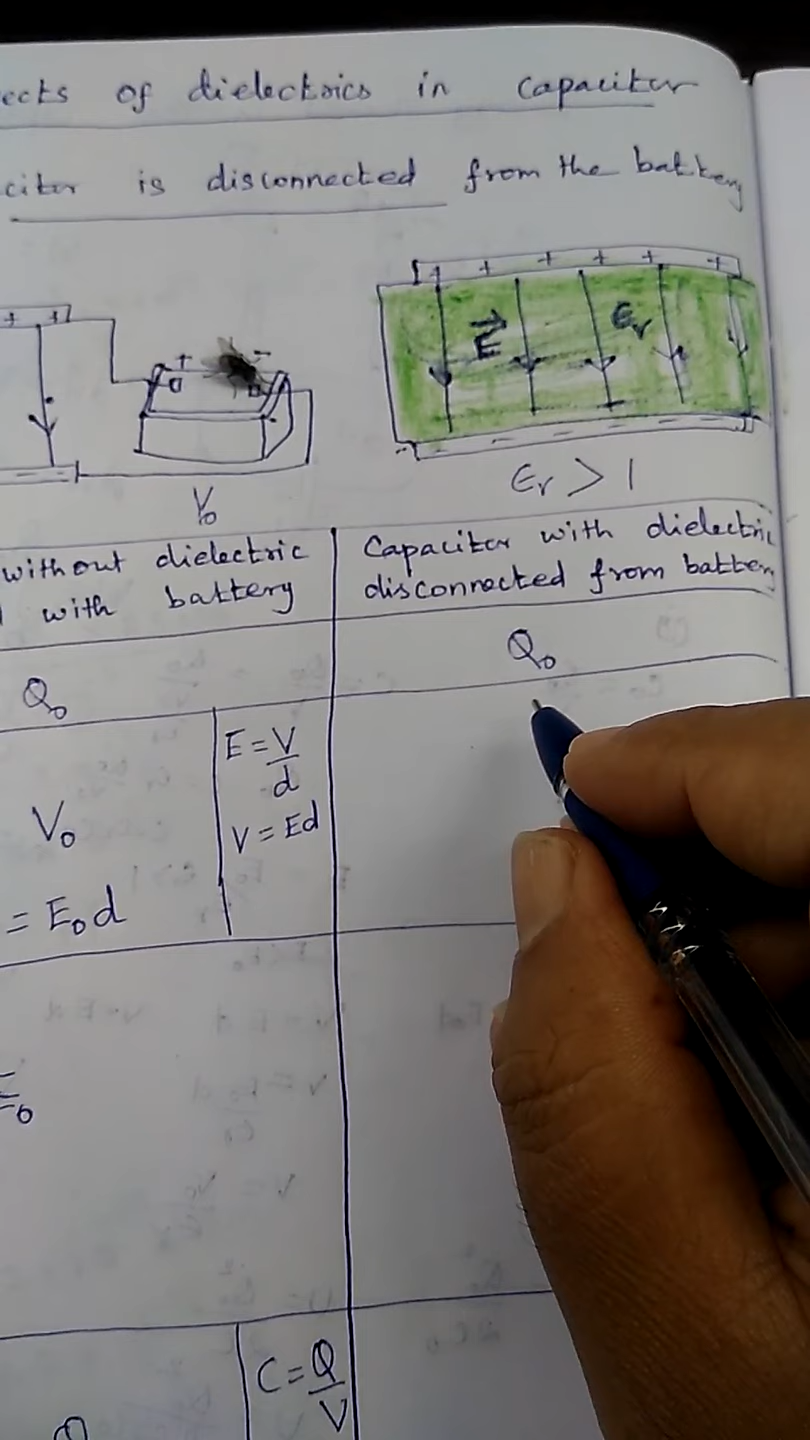 ects of dielectrics in capacitor
citor is disconnected from the battery
+ + + -
+ + + + + +
E→ εr
V₀
εr > 1
without dielectric
with battery
Capacitor with dielectric
disconnected from battery
Q₀
Q₀
V₀
= E₀d
E = V/d
V = Ed
E₀
C = Q/V